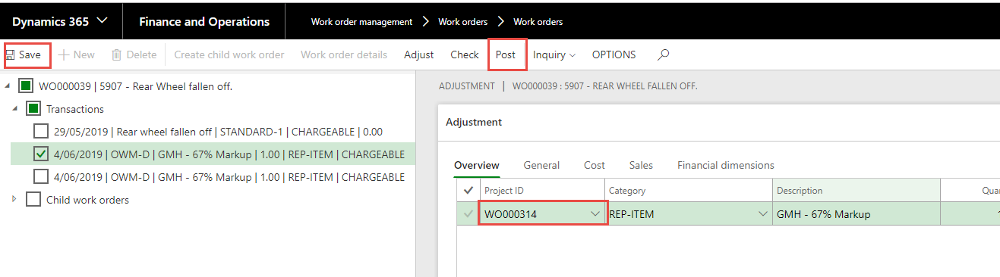 Dynamics 365 Finance and Operations Work order management Work orders Work orders
Save New Delete Create child work order Work order details Adjust Check Post Inquiry OPTIONS
WO000039 | 5907 - Rear Wheel fallen off.
Transactions
29/05/2019 | Rear wheel fallen off | STANDARD-1 | CHARGEABLE | 0.00
4/06/2019 | OWM-D | GMH - 67% Markup | 1.00 | REP-ITEM | CHARGEABLE
4/06/2019 | OWM-D | GMH - 67% Markup | 1.00 | REP-ITEM | CHARGEABLE
Child work orders
ADJUSTMENT | WO000039 : 5907 - REAR WHEEL FALLEN OFF.
Adjustment
Overview General Cost Sales Financial dimensions
Project ID Category Description
WO000314 REP-ITEM GMH - 67% Markup